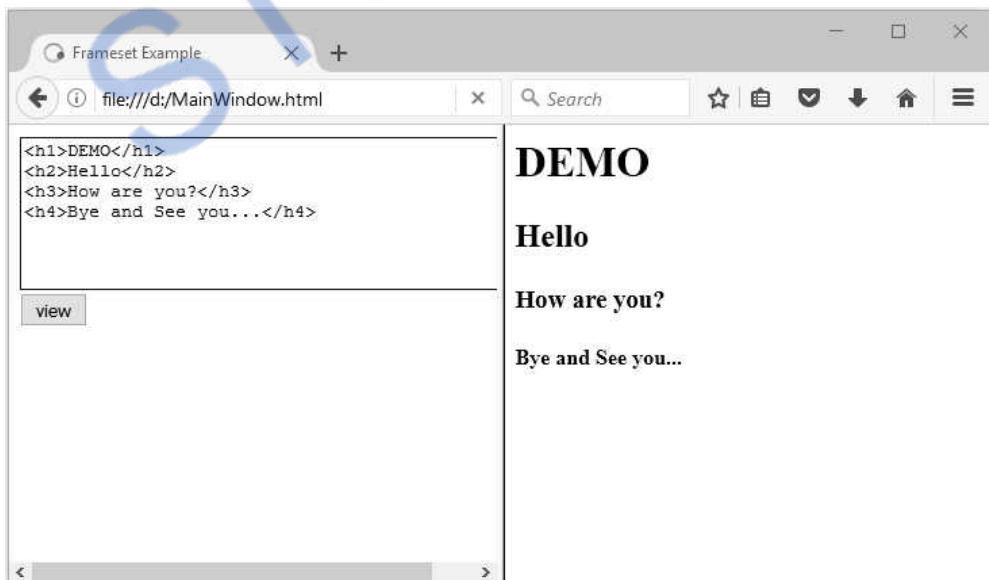 Frameset Example
file:///d:/MainWindow.html
Search
<h1>DEMO</h1>
<h2>Hello</h2>
<h3>How are you?</h3>
<h4>Bye and See you...</h4>
view
DEMO
Hello
How are you?
Bye and See you...